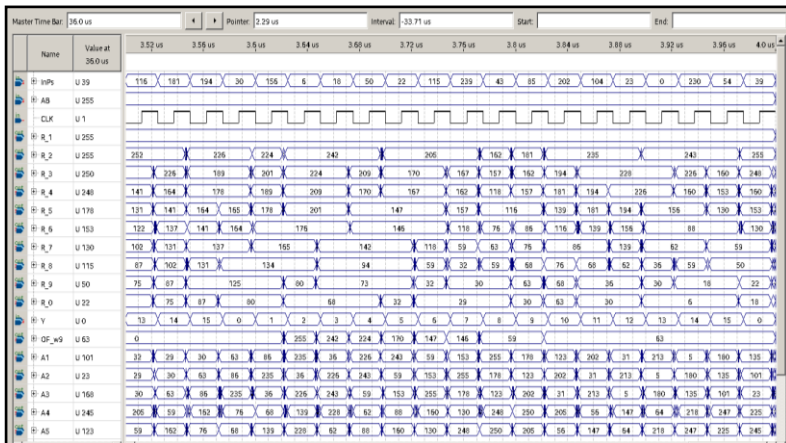 Master Time Bar: 36.0 us Pointer: 2.29 us Interval: -33.71 us Start: End:
Name Value at 36.0 us 3.52 us 3.56 us 3.6 us 3.64 us 3.68 us 3.72 us 3.76 us 3.8 us 3.84 us 3.88 us 3.92 us 3.96 us 4.0 us
InPs U 39 116 181 194 30 156 6 18 50 22 115 239 43 85 202 104 23 0 230 54 39
AB U 255
CLK U 1
R_1 U 255
R_2 U 255 252 226 224 242 205 162 181 235 243 255
R_3 U 250 226 189 201 224 209 170 167 157 162 194 228 226 160 248
R_4 U 248 141 164 178 189 209 170 167 162 118 157 181 194 226 160 153 160
R_5 U 178 131 141 164 165 178 201 147 157 116 139 181 194 156 130 153
R_6 U 153 122 137 141 164 176 146 118 76 86 116 139 156 88 130
R_7 U 130 102 131 137 165 142 118 59 63 76 86 139 62 59
R_8 U 115 87 102 131 134 94 59 32 59 68 76 68 62 36 59 50
R_9 U 50 75 87 125 80 73 32 30 63 68 36 30 18 22
R_0 U 22 75 87 80 68 32 29 30 63 30 6 18
Y U 0 13 14 15 0 1 2 3 4 5 6 7 8 9 10 11 12 13 14 15 0
OF_w9 U 63 0 255 242 224 170 147 146 59 63
A1 U 101 32 29 30 63 86 235 36 226 243 59 153 255 178 123 202 31 213 5 180 135
A2 U 23 29 30 63 86 235 36 226 243 59 153 255 178 123 202 31 213 5 180 135 101
A3 U 168 30 63 86 235 36 226 243 59 153 255 178 123 202 31 213 5 180 135 101 23
A4 U 245 205 59 162 76 68 139 228 62 88 160 130 248 250 205 56 147 64 218 247 225
A5 U 123 59 162 76 68 139 228 62 88 160 130 248 250 205 56 147 64 218 247 225 245